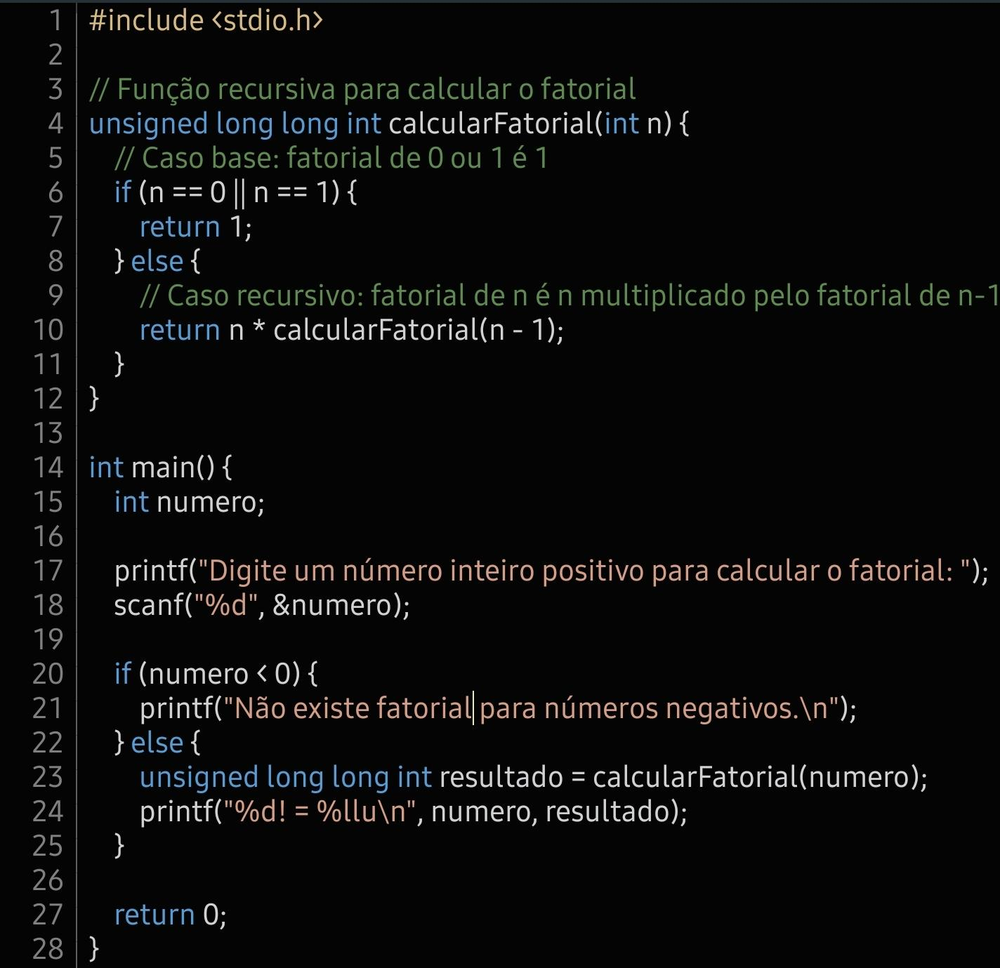 1 #include <stdio.h>
2
3 // Função recursiva para calcular o fatorial
4 unsigned long long int calcularFatorial(int n) {
5 // Caso base: fatorial de 0 ou 1 é 1
6 if (n == 0 || n == 1) {
7 return 1;
8 } else {
9 // Caso recursivo: fatorial de n é n multiplicado pelo fatorial de n-1
10 return n * calcularFatorial(n - 1);
11 }
12 }
13
14 int main() {
15 int numero;
16
17 printf("Digite um número inteiro positivo para calcular o fatorial: ");
18 scanf("%d", &numero);
19
20 if (numero < 0) {
21 printf("Não existe fatorial para números negativos.\n");
22 } else {
23 unsigned long long int resultado = calcularFatorial(numero);
24 printf("%d! = %llu\n", numero, resultado);
25 }
26
27 return 0;
28 }